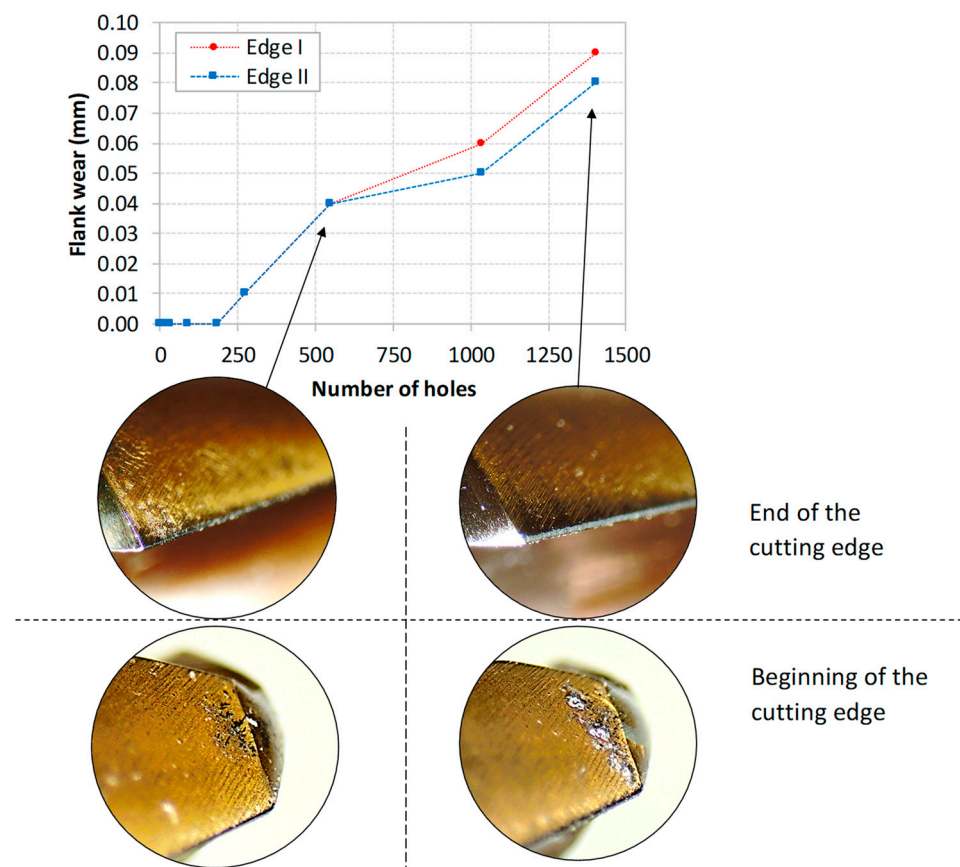 0.10
0.09
0.08
0.07
0.06
0.05
0.04
0.03
0.02
0.01
0.00
Flank wear (mm)
Edge I
Edge II
0 250 500 750 1000 1250 1500
Number of holes
End of the
cutting edge
Beginning of the
cutting edge